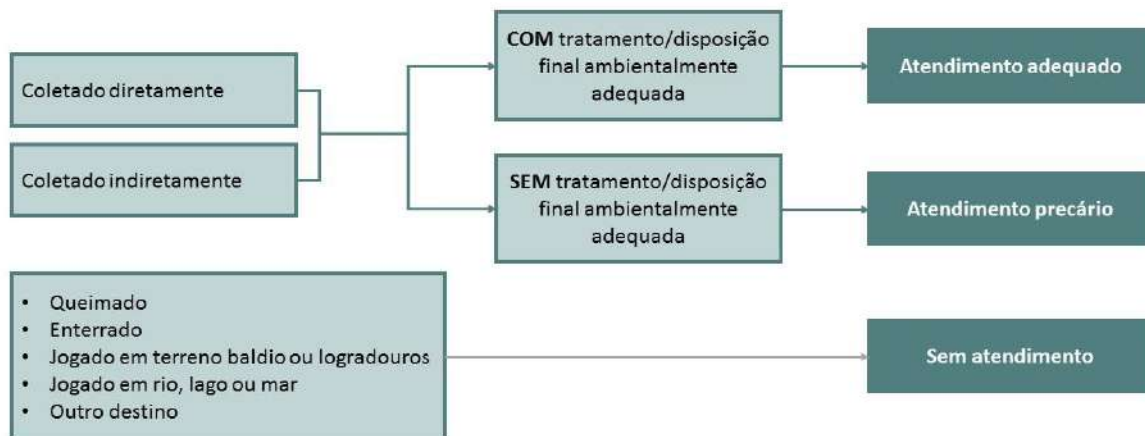 Coletado diretamente
Coletado indiretamente
COM tratamento/disposição
final ambientalmente
adequada
Atendimento adequado
SEM tratamento/disposição
final ambientalmente
adequada
Atendimento precário
• Queimado
• Enterrado
• Jogado em terreno baldio ou logradouros
• Jogado em rio, lago ou mar
• Outro destino
Sem atendimento